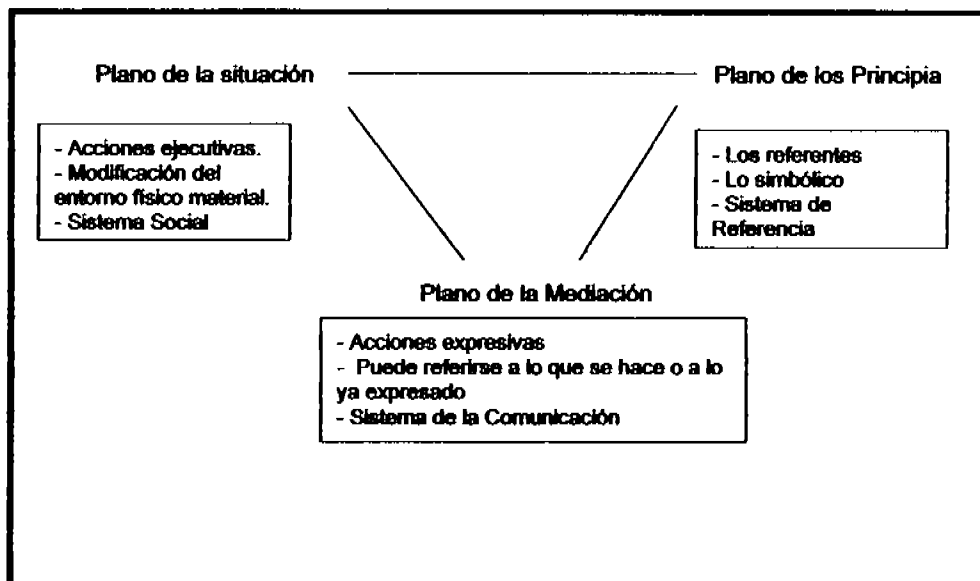 Plano de la situación
Plano de los Principia
- Acciones ejecutivas.
- Modificación del
entorno físico material.
- Sistema Social
- Los referentes
- Lo simbólico
- Sistema de
Referencia
Plano de la Mediación
- Acciones expresivas
- Puede referirse a lo que se hace o a lo
ya expresado
- Sistema de la Comunicación